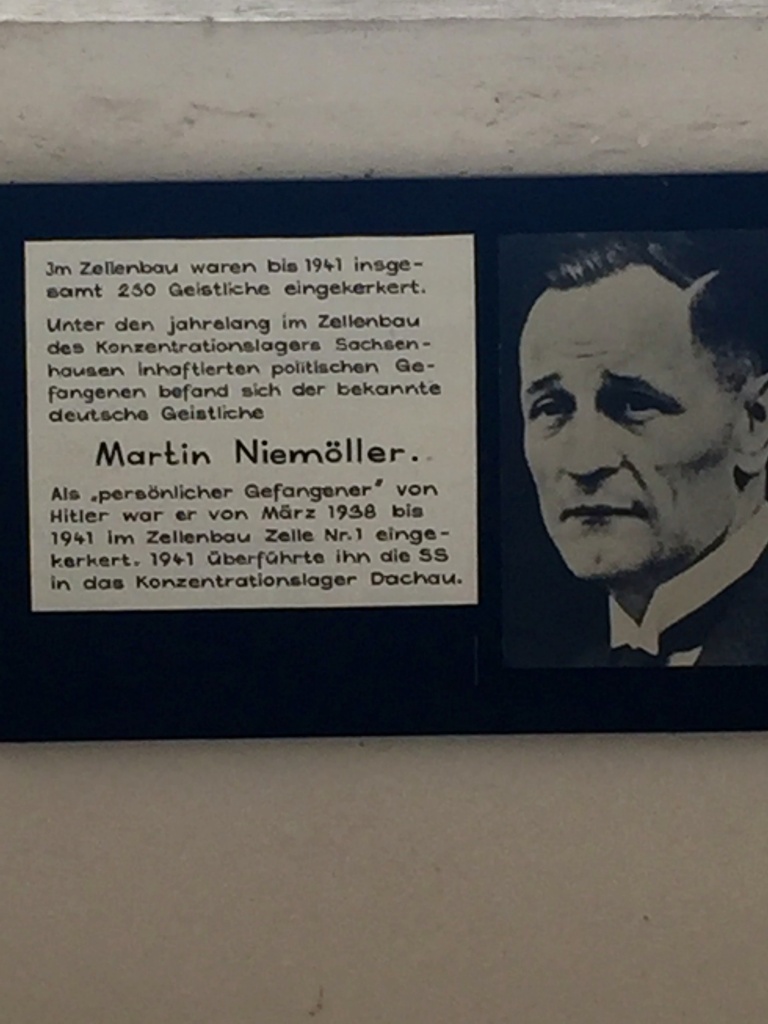 Im Zellenbau waren bis 1941 insge-
samt 250 Geistliche eingekerkert.
Unter den jahrelang im Zellenbau
des Konzentrationslagers Sachsen-
hausen inhaftierten politischen Ge-
fangenen befand sich der bekannte
deutsche Geistliche
Martin Niemöller.
Als „persönlicher Gefangener" von
Hitler war er von März 1938 bis
1941 im Zellenbau Zelle Nr.1 einge-
kerkert. 1941 überführte ihn die SS
in das Konzentrationslager Dachau.